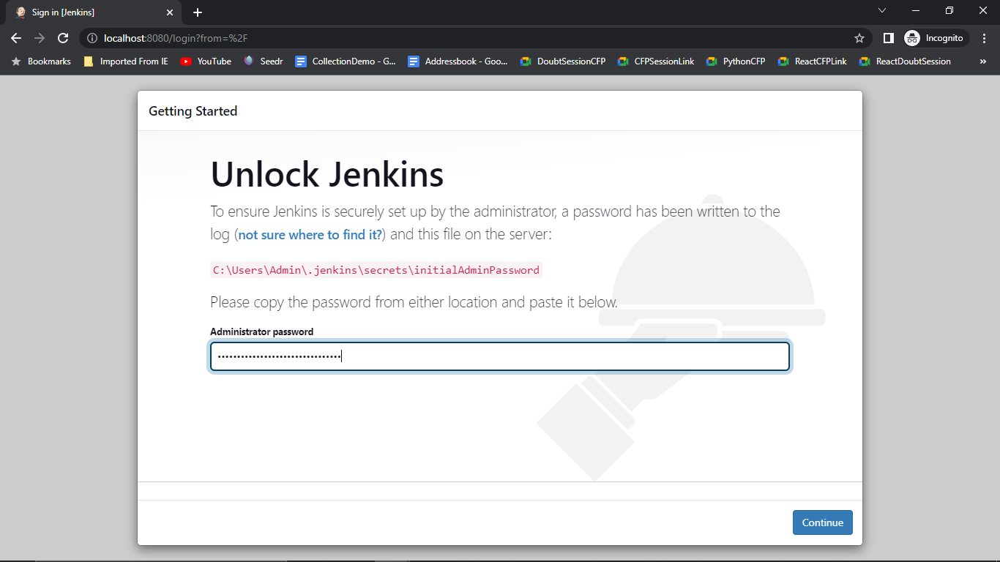 Sign in [Jenkins]
localhost:8080/login?from=%2F
Incognito
Bookmarks Imported From IE YouTube Seedr CollectionDemo - G... Addressbook - Goo... DoubtSessionCFP CFPSessionLink PythonCFP ReactCFPLink ReactDoubtSession »
Getting Started
Unlock Jenkins
To ensure Jenkins is securely set up by the administrator, a password has been written to the
log (not sure where to find it?) and this file on the server:
C:\Users\Admin\.jenkins\secrets\initialAdminPassword
Please copy the password from either location and paste it below.
Administrator password
••••••••••••••••••••••••••••••••
Continue